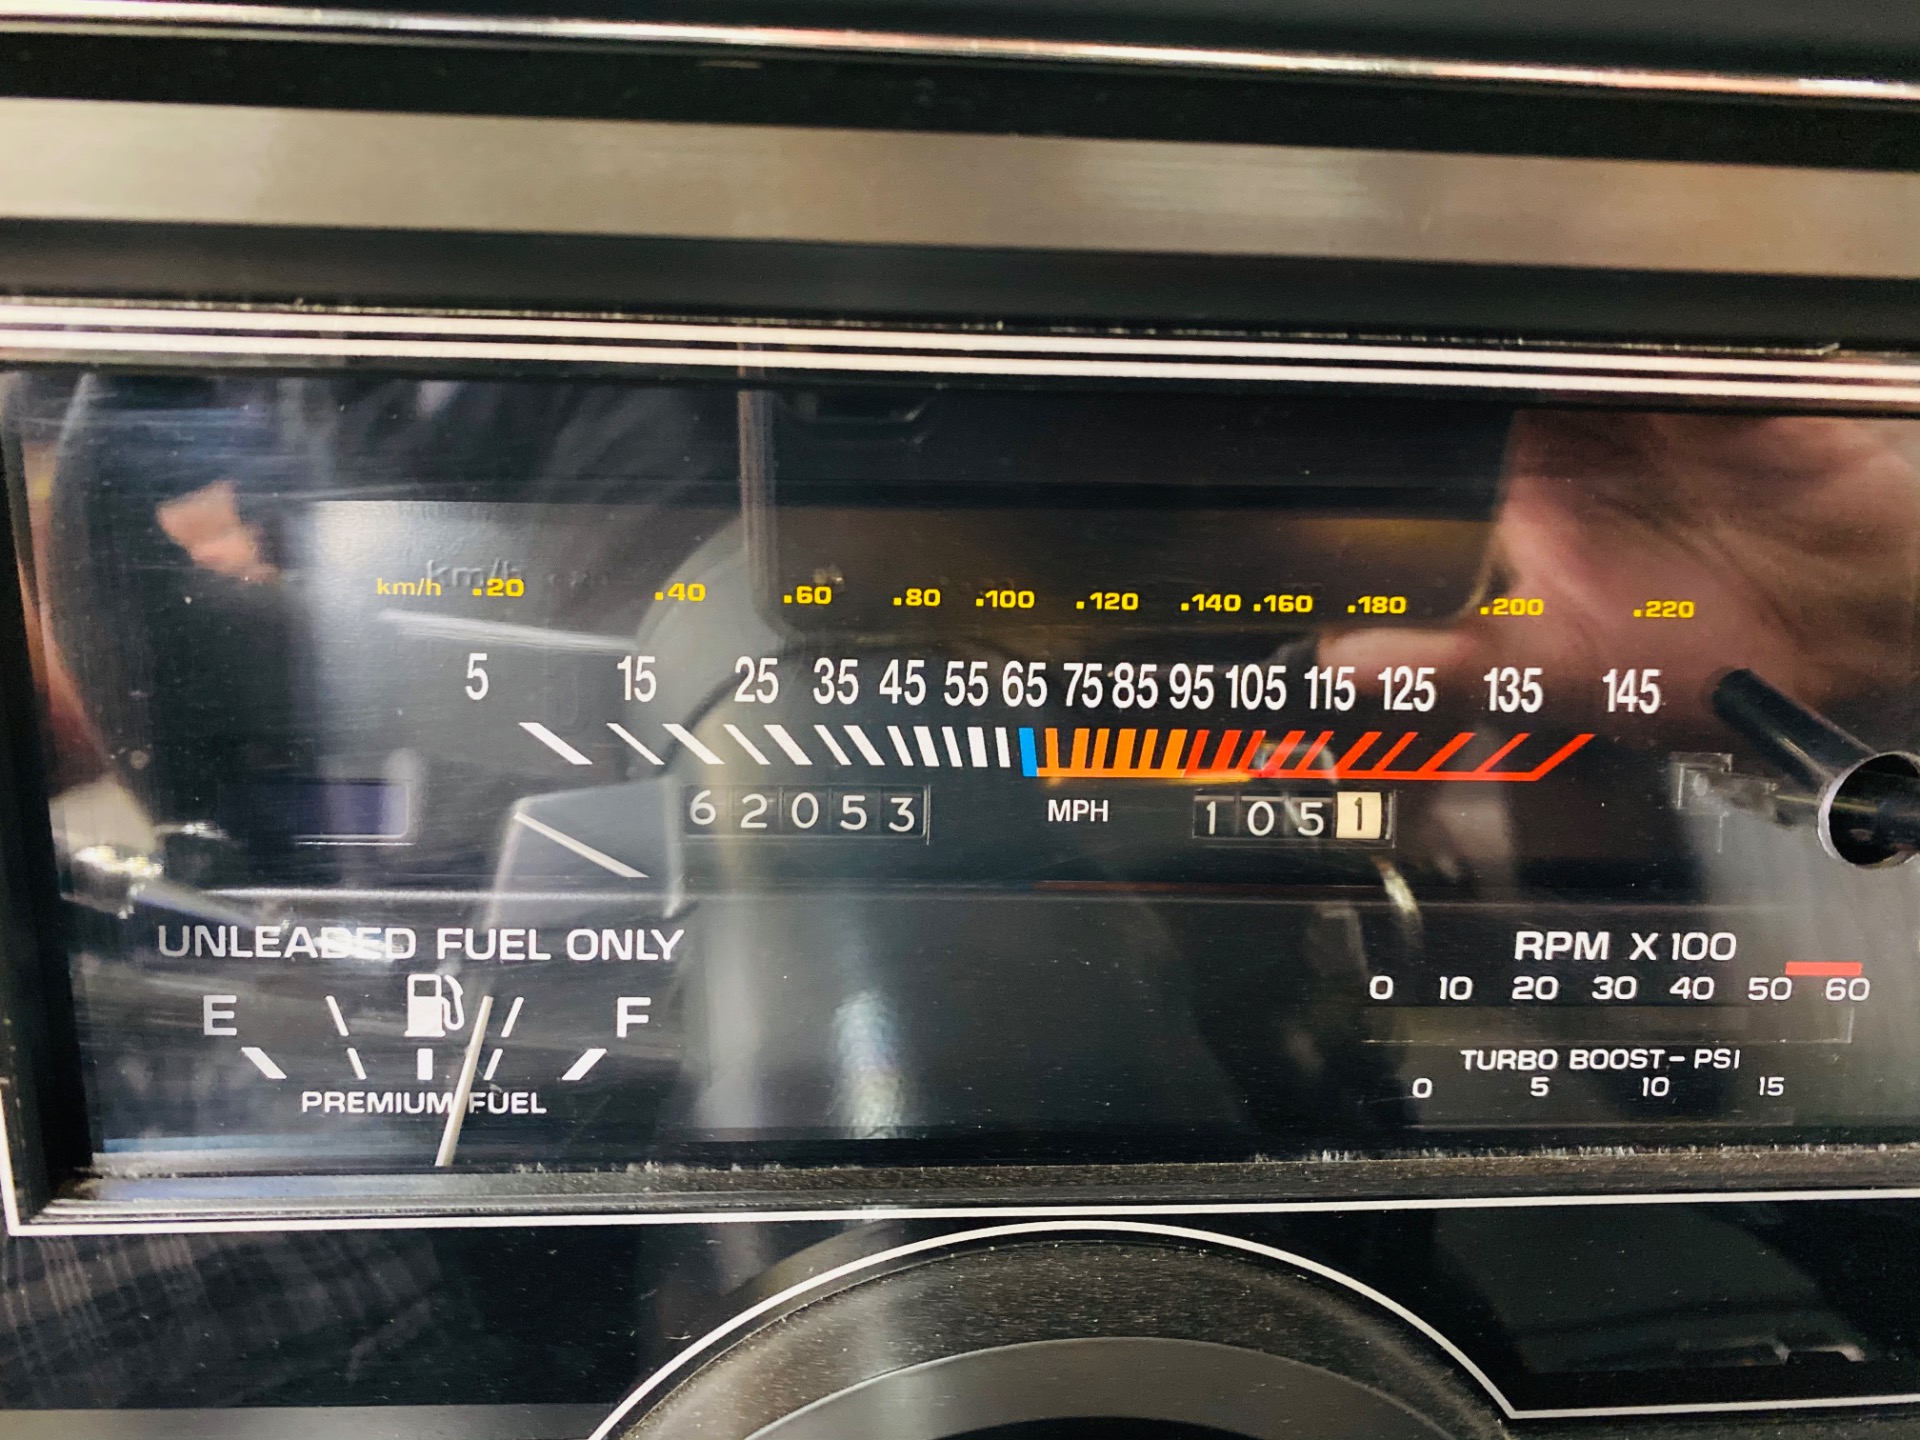 km/h .20 .40 .60 .80 .100 .120 .140 .160 .180 .200 .220
5 15 25 35 45 55 65 75 85 95 105 115 125 135 145
62053 MPH 1051
UNLEADED FUEL ONLY
E F
PREMIUM FUEL
RPM X 100
0 10 20 30 40 50 60
TURBO BOOST-PSI
0 5 10 15